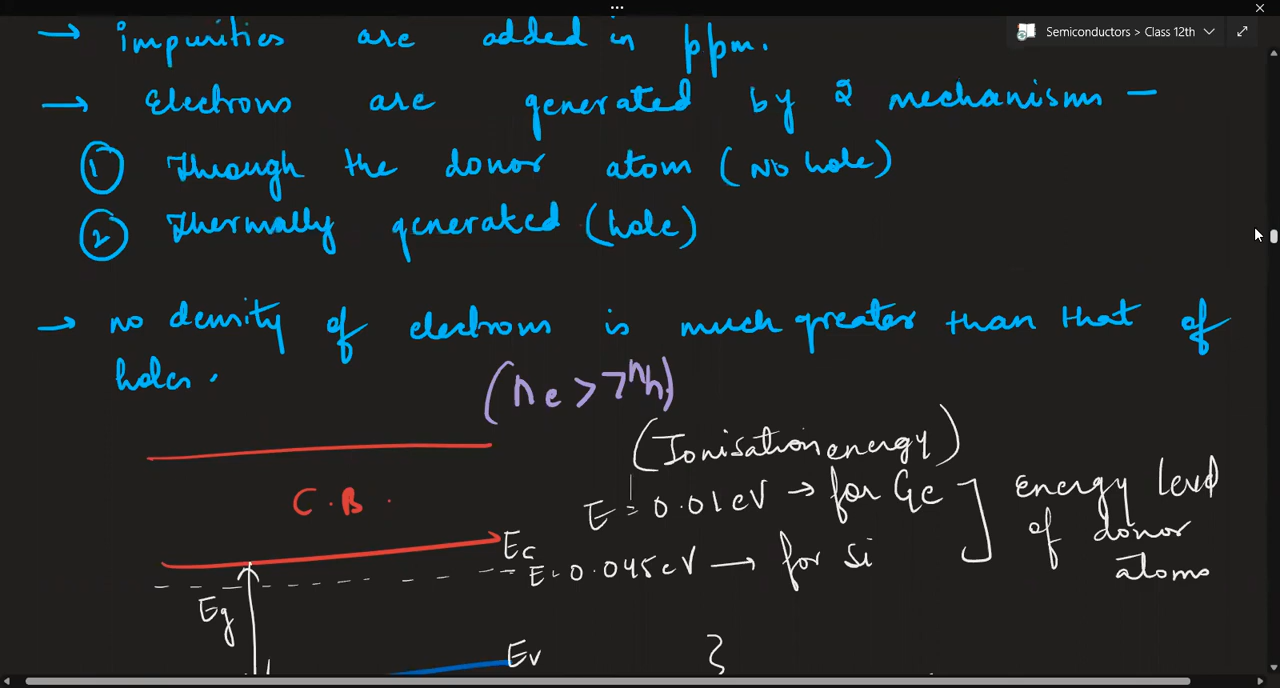 Semiconductors > Class 12th
→ impurities are added in ppm.
→ Electrons are generated by 2 mechanisms –
① Through the donor atom (No hole)
② Thermally generated (hole)
→ no density of electrons is much greater than that of
holes.
(ne >> nh)
(Ionisation energy)
C.B.
E = 0.01eV → for Ge
energy level
of donor
atoms
Ec
E = 0.045eV → for Si
Eg
Ev